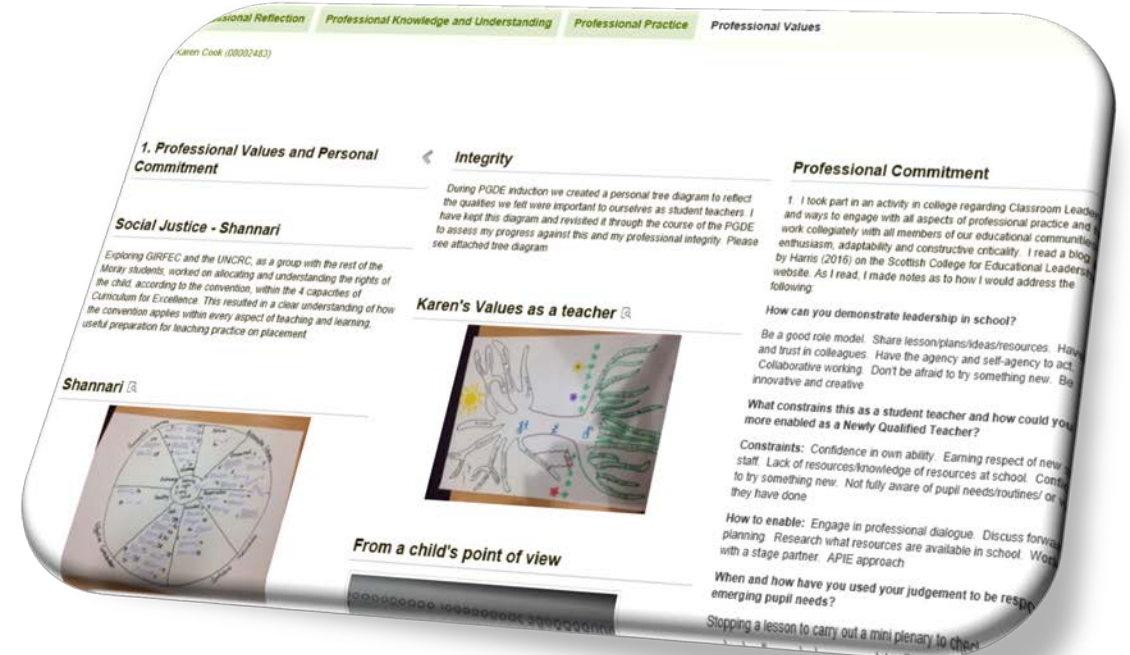 sional Reflection
Professional Knowledge and Understanding
Professional Practice
Professional Values
Karen Cook (08002483)
1. Professional Values and Personal
Commitment
Social Justice - Shannari
Exploring GIRFEC and the UNCRC, as a group with the rest of the
Moray students, worked on allocating and understanding the rights of
the child, according to the convention, within the 4 capacities of
Curriculum for Excellence. This resulted in a clear understanding of how
the convention applies within every aspect of teaching and learning,
useful preparation for teaching practice on placement
Shannari
Integrity
During PGDE induction we created a personal tree diagram to reflect
the qualities we felt were important to ourselves as student teachers. I
have kept this diagram and revisited it through the course of the PGDE
to assess my progress against this and my professional integrity. Please
see attached tree diagram
Karen's Values as a teacher
From a child's point of view
Professional Commitment
1. I took part in an activity in college regarding Classroom Leader
and ways to engage with all aspects of professional practice and
work collegiately with all members of our educational communitie
enthusiasm, adaptability and constructive criticality. I read a blog
by Harris (2016) on the Scottish College for Educational Leadersh
website. As I read, I made notes as to how I would address the
following:
How can you demonstrate leadership in school?
Be a good role model. Share lesson/plans/ideas/resources. Hav
and trust in colleagues. Have the agency and self-agency to act.
Collaborative working. Don't be afraid to try something new. Be
innovative and creative
What constrains this as a student teacher and how could you
more enabled as a Newly Qualified Teacher?
Constraints: Confidence in own ability. Earning respect of new
staff. Lack of resources/knowledge of resources at school. Conf
to try something new. Not fully aware of pupil needs/routines/ or
they have done
How to enable: Engage in professional dialogue. Discuss forwa
planning. Research what resources are available in school. Wor
with a stage partner. APIE approach
When and how have you used your judgement to be respo
emerging pupil needs?
Stopping a lesson to carry out a mini plenary to check